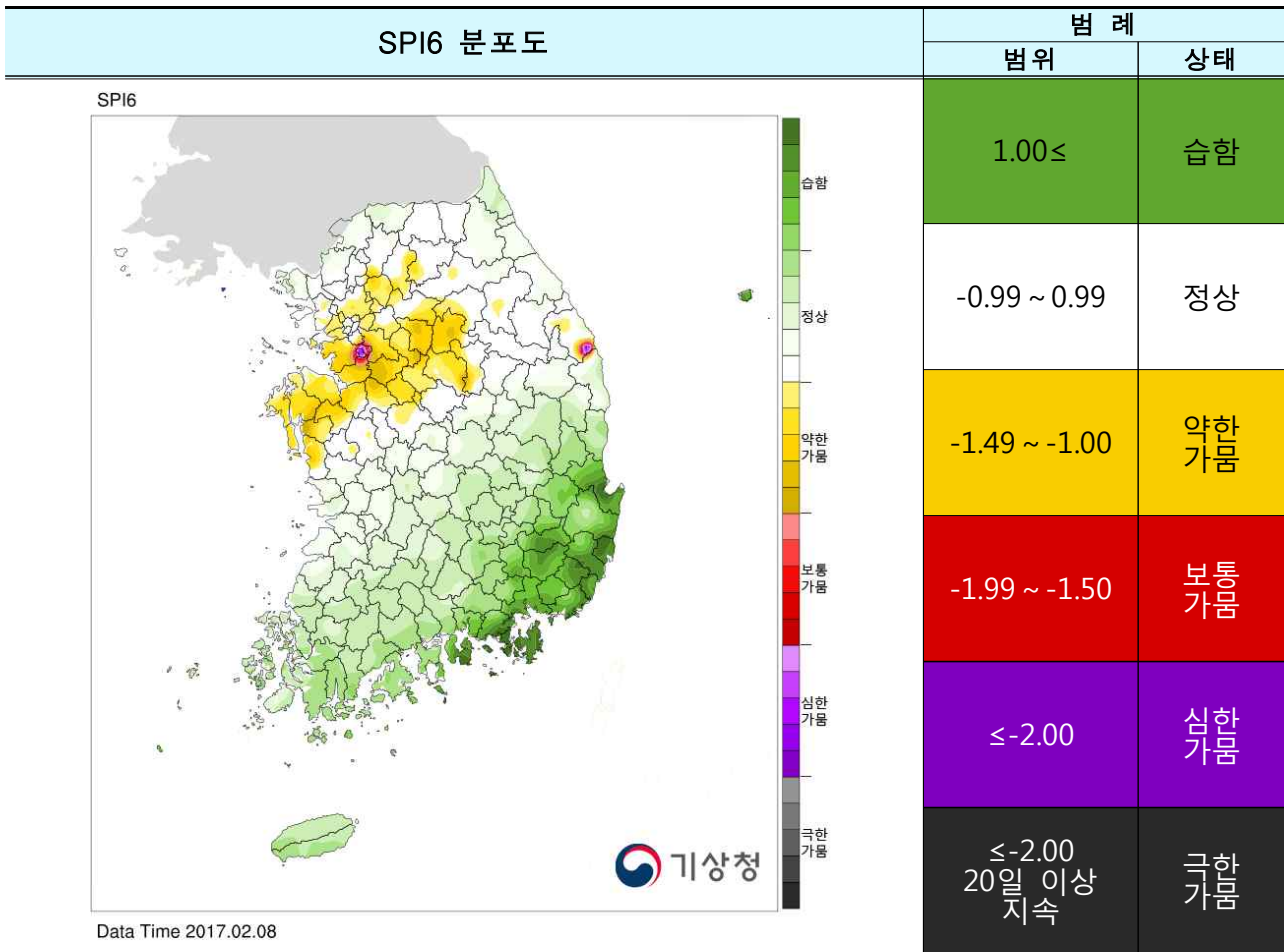 SPI6 분포도
범 례
범위
상태
SPI6
습함
정상
약한
가뭄
보통
가뭄
심한
가뭄
극한
가뭄
기상청
Data Time 2017.02.08
1.00≤
습함
-0.99 ~ 0.99
정상
-1.49 ~ -1.00
약한
가뭄
-1.99 ~ -1.50
보통
가뭄
≤-2.00
심한
가뭄
≤-2.00
20일 이상
지속
극한
가뭄